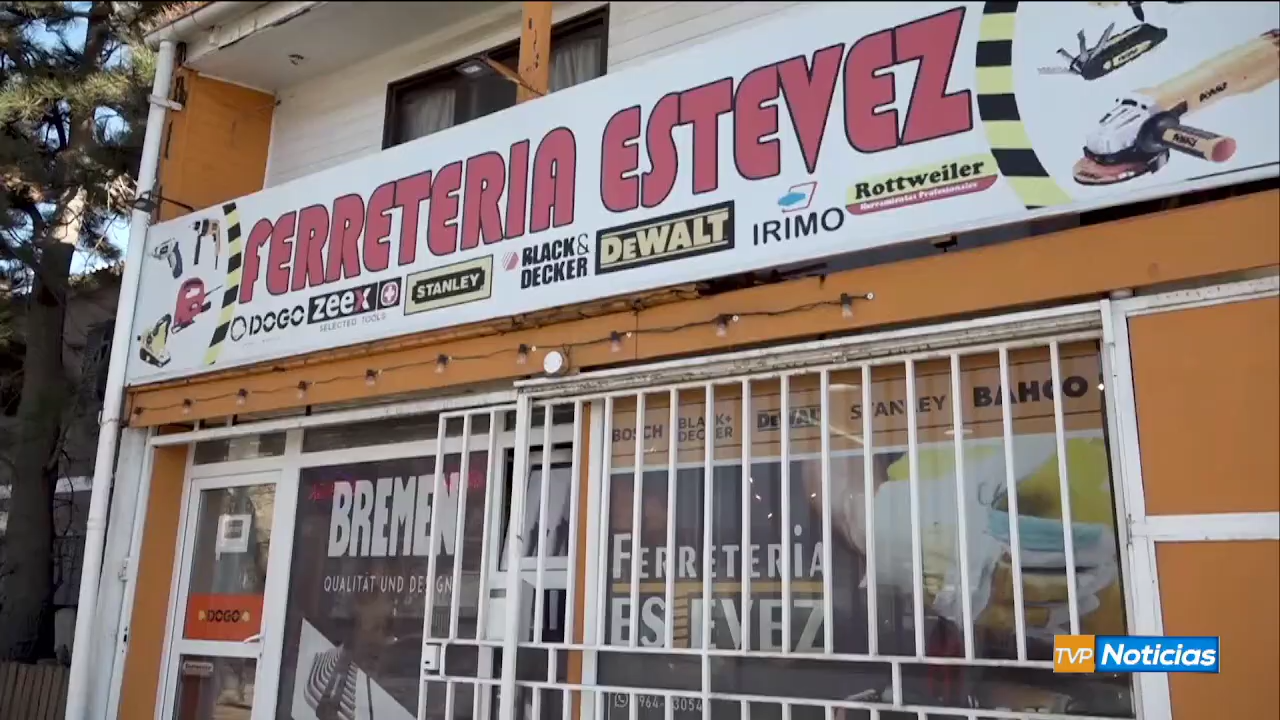 FERRETERIA ESTEVEZ
DOGO
zeex
SELECTED TOOLS
STANLEY
BLACK&
DECKER
DEWALT
IRIMO
Rottweiler
Herramientas Profesionales
BOSCH
BLACK+
DECKER
DEWALT
STANLEY
BAHCO
BREMEN
QUALITÄT UND DESIGN
FERRETERIA
ESTEVEZ
DOGO
Rottweiler
TVP Noticias